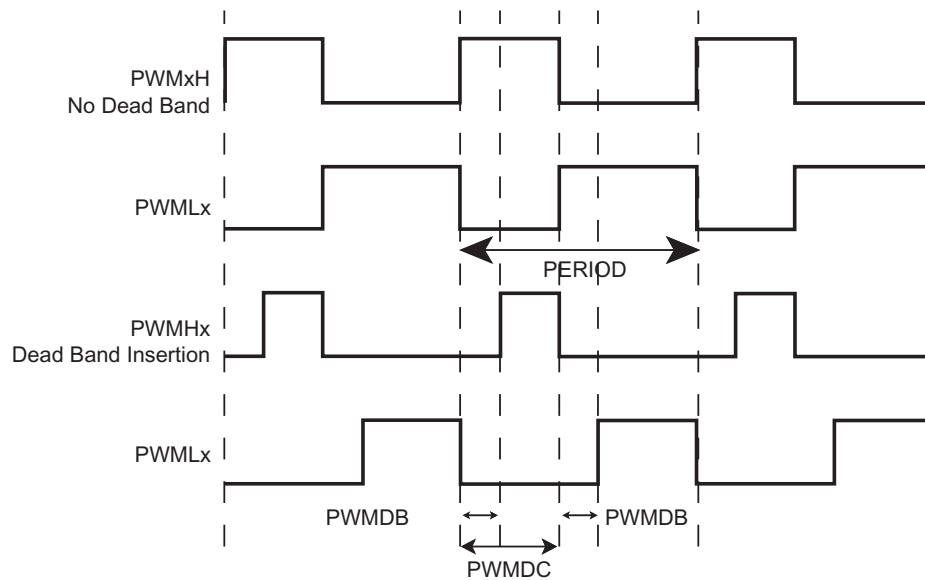 PWMxH
No Dead Band
PWMLx
PERIOD
PWMHx
Dead Band Insertion
PWMLx
PWMDB
PWMDB
PWMDC